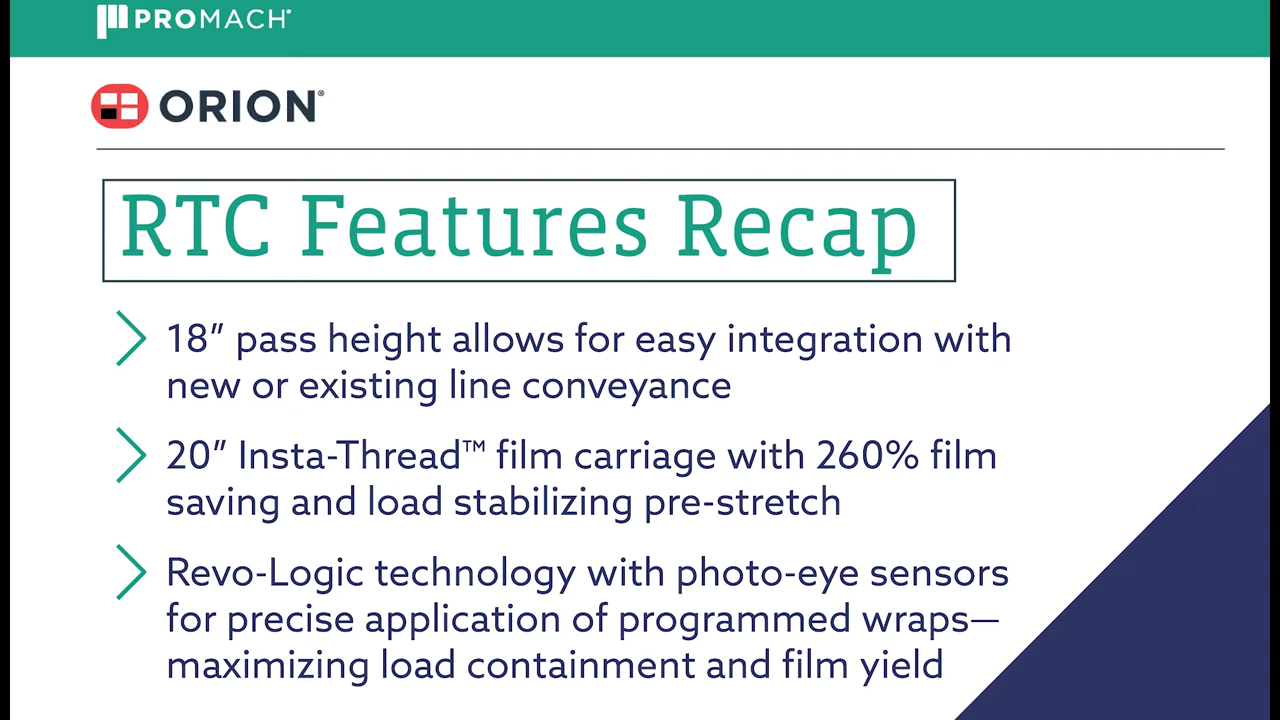 PROMACH®
ORION®
RTC Features Recap
18” pass height allows for easy integration with
new or existing line conveyance
20” Insta-Thread™ film carriage with 260% film
saving and load stabilizing pre-stretch
Revo-Logic technology with photo-eye sensors
for precise application of programmed wraps—
maximizing load containment and film yield